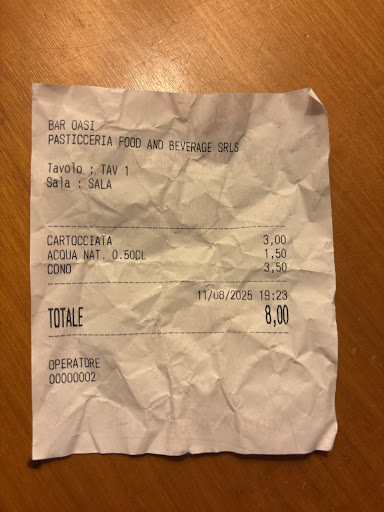 BAR OASI
PASTICCERIA FOOD AND BEVERAGE SRLS
Tavolo : TAV 1
Sala : SALA
CARTOCCIATA 3,00
ACQUA NAT. 0.50CL 1,50
CONO 3,50
11/08/2025 19:23
TOTALE 8,00
OPERATORE
00000002